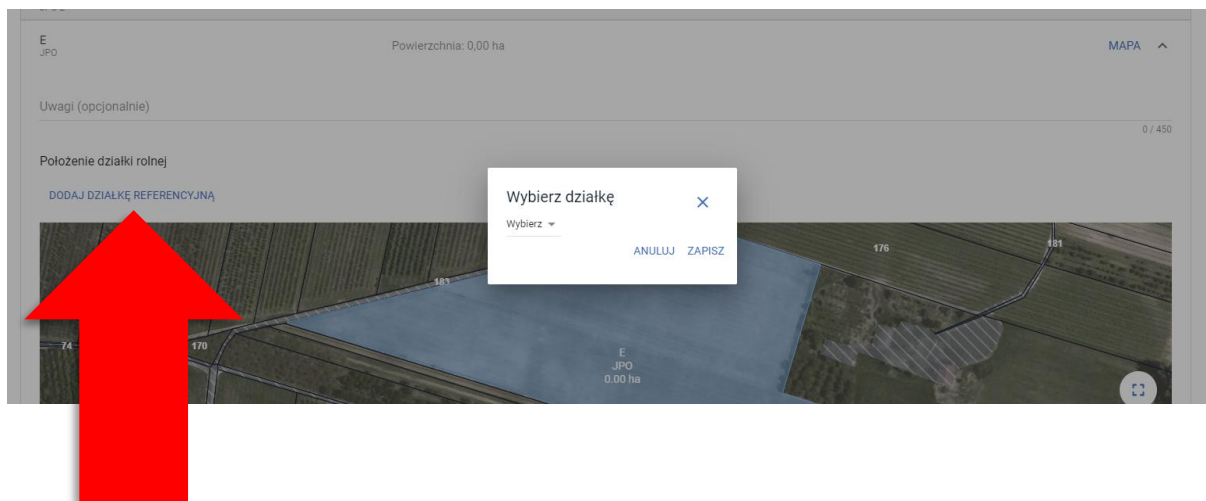 E
JPO
Powierzchnia: 0,00 ha
MAPA
Uwagi (opcjonalnie)
0 / 450
Położenie działki rolnej
DODAJ DZIAŁKĘ REFERENCYJNĄ
Wybierz działkę
Wybierz
ANULUJ ZAPISZ
176
181
183
74
170
E
JPO
0.00 ha